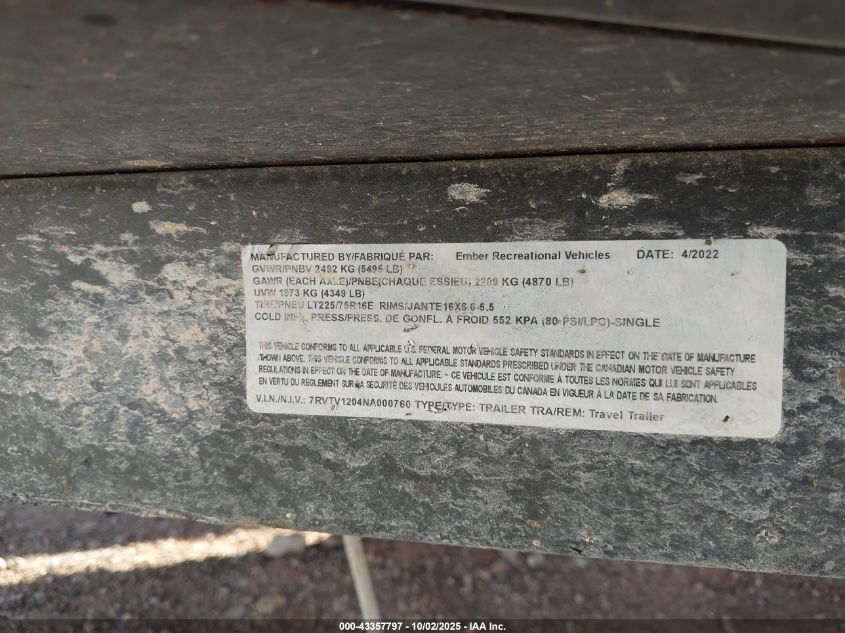 MANUFACTURED BY/FABRIQUÉ PAR: Ember Recreational Vehicles DATE: 4/2022
GVWR/PNBV 2492 KG (5495 LB)
GAWR (EACH AXLE)/PNBE(CHAQUE ESSIEU) 2209 KG (4870 LB)
UVW 1973 KG (4349 LB)
TIRE/PNEU LT225/75R16E RIMS/JANTE16X6 6-5.5
COLD INFL. PRESS/PRESS. DE GONFL. A FROID 552 KPA (80 PSI/LPC)-SINGLE
THIS VEHICLE CONFORMS TO ALL APPLICABLE U.S. FEDERAL MOTOR VEHICLE SAFETY STANDARDS IN EFFECT ON THE DATE OF MANUFACTURE
SHOWN ABOVE. THIS VEHICLE CONFORMS TO ALL APPLICABLE STANDARDS PRESCRIBED UNDER THE CANADIAN MOTOR VEHICLE SAFETY
REGULATIONS IN EFFECT ON THE DATE OF MANUFACTURE. - CE VEHICULE EST CONFORME A TOUTES LES NORMES QUI LUI SONT APPLICABLES
EN VERTU DU RÈGLEMENT SUR LA SÉCURITÉ DES VEHICULES AUTOMOBILES DU CANADA EN VIGUEUR À LA DATE DE SA FABRICATION.
V.I.N./N.I.V.: 7RVTV1204NA000760 TYPE/TYPE: TRAILER TRA/REM: Travel Trailer
000-43357797 - 10/02/2025 - IAA Inc.